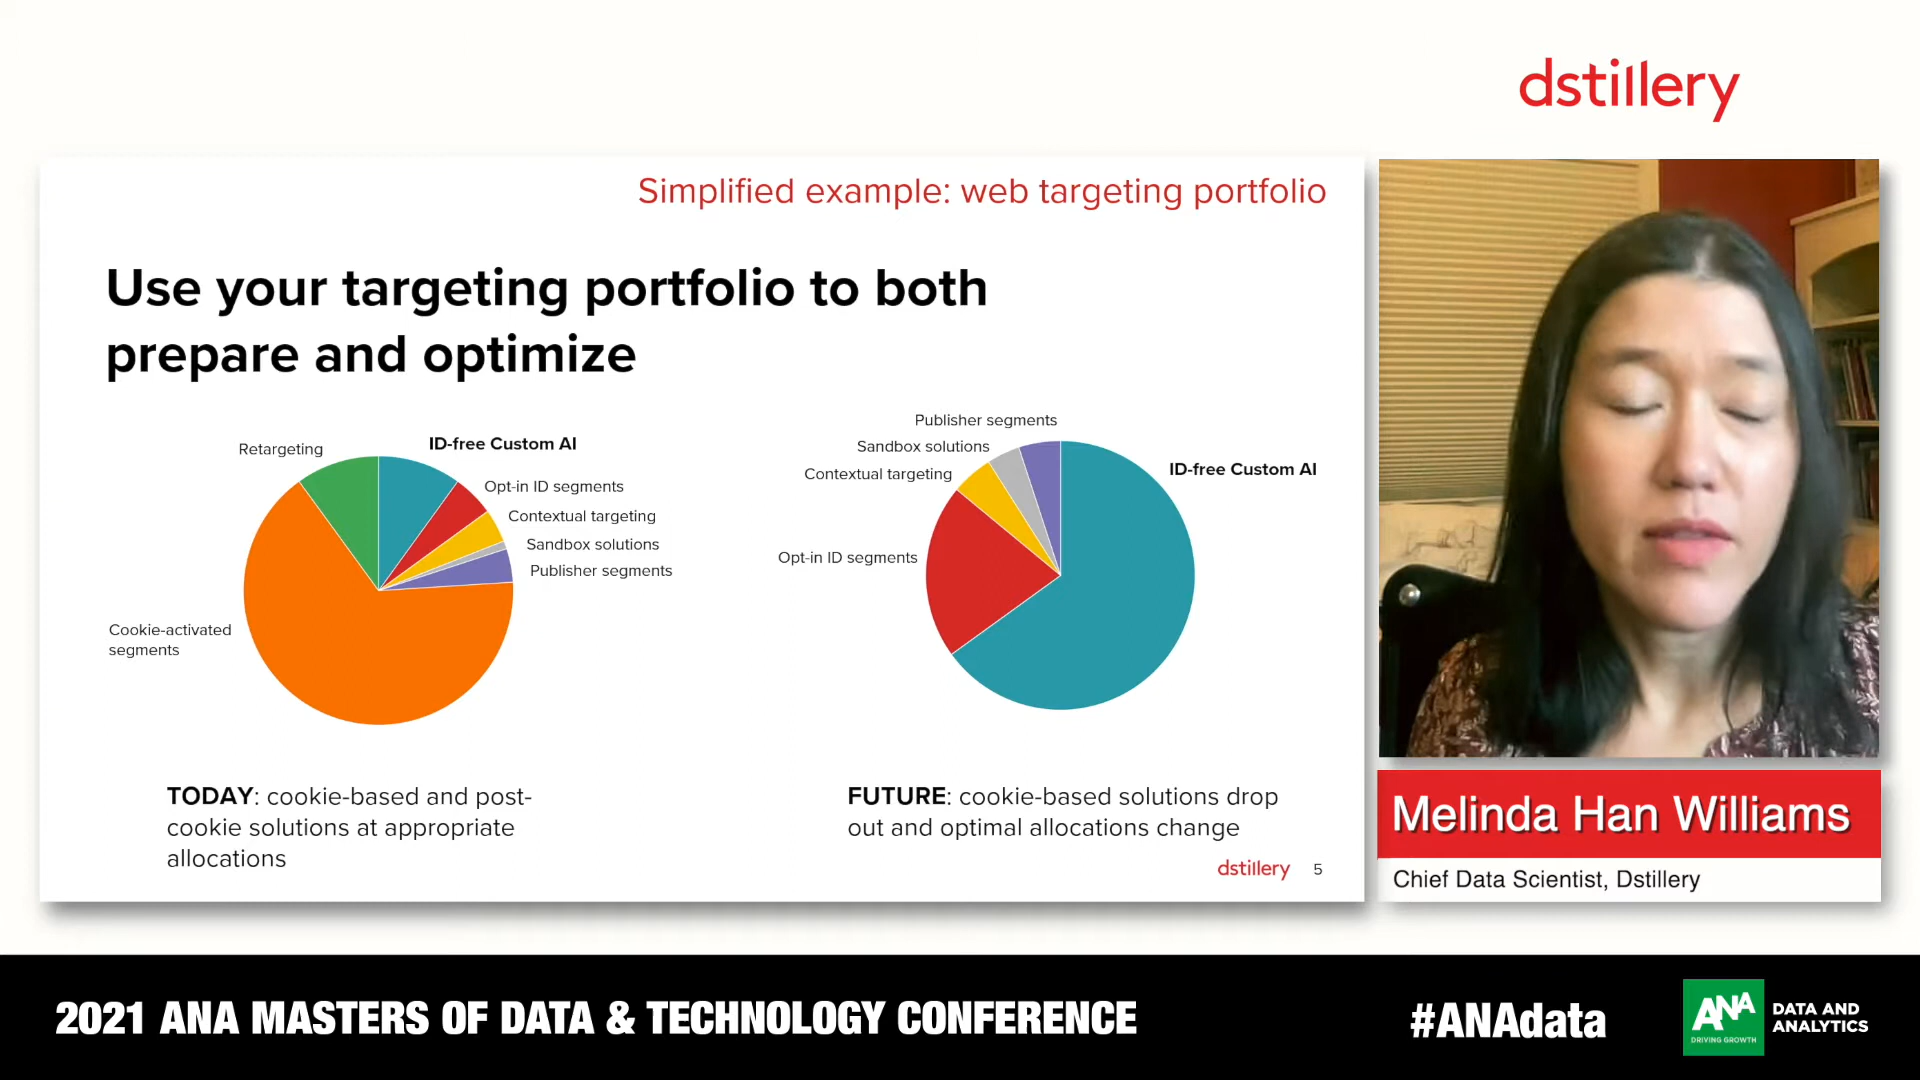 dstillery
Simplified example: web targeting portfolio
Use your targeting portfolio to both
prepare and optimize
Retargeting
ID-free Custom AI
Opt-in ID segments
Contextual targeting
Sandbox solutions
Publisher segments
Cookie-activated
segments
Publisher segments
Sandbox solutions
Contextual targeting
Opt-in ID segments
ID-free Custom AI
TODAY: cookie-based and post-
cookie solutions at appropriate
allocations
FUTURE: cookie-based solutions drop
out and optimal allocations change
dstillery 5
Melinda Han Williams
Chief Data Scientist, Dstillery
2021 ANA MASTERS OF DATA & TECHNOLOGY CONFERENCE
#ANAdata
ANA
DRIVING GROWTH
DATA AND
ANALYTICS